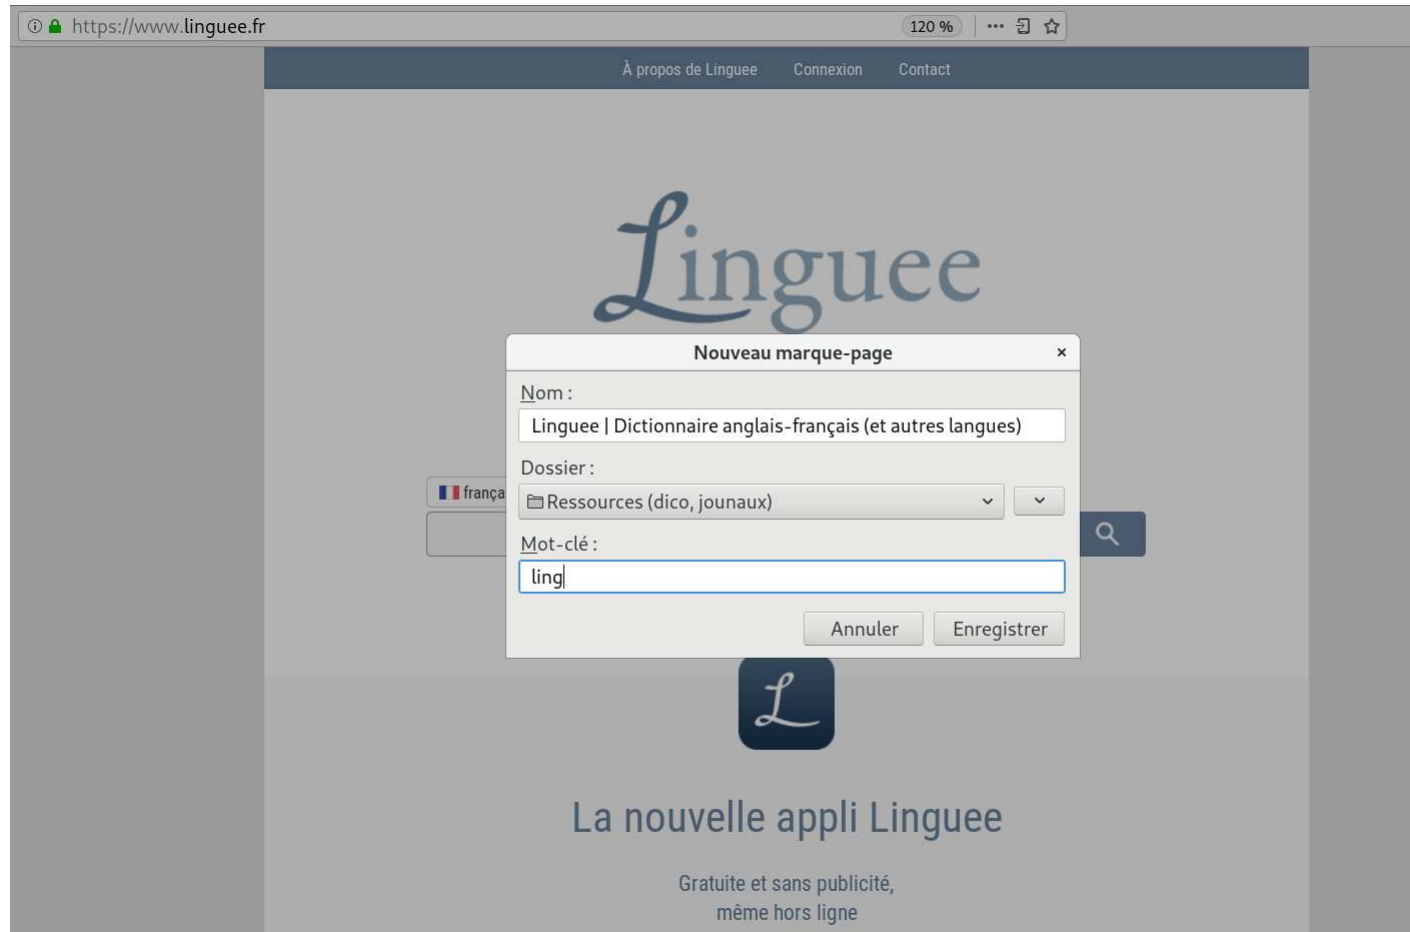 https://www.linguee.fr
120 %
À propos de Linguee Connexion Contact
Linguee
Nouveau marque-page
Nom :
Linguee | Dictionnaire anglais-français (et autres langues)
Dossier :
frança
Ressources (dico, jounaux)
Mot-clé :
ling
Annuler Enregistrer
L
La nouvelle appli Linguee
Gratuite et sans publicité,
même hors ligne